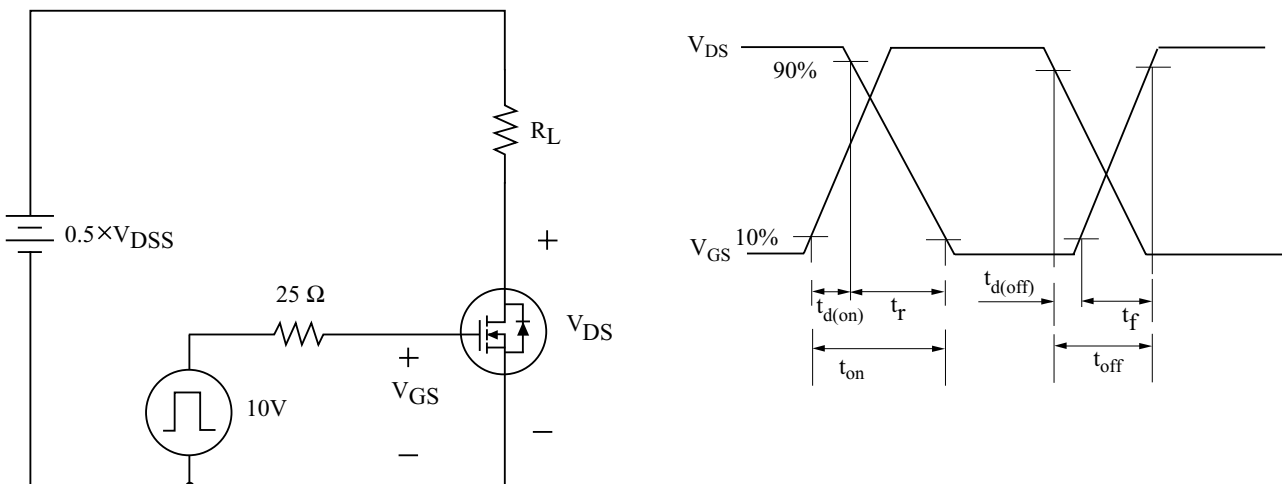 R_L
0.5×V_DSS
+
25 Ω
V_DS
+
V_GS
10V
−
−
V_DS
90%
V_GS 10%
t_d(on) t_r
t_on
t_d(off)
t_f
t_off